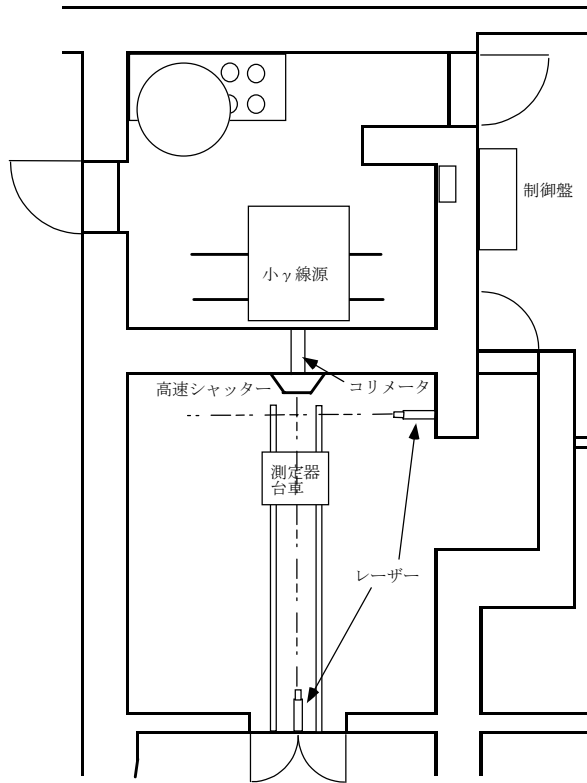 制御盤
小γ線源
高速シャッター
コリメータ
測定器
台車
レーザー